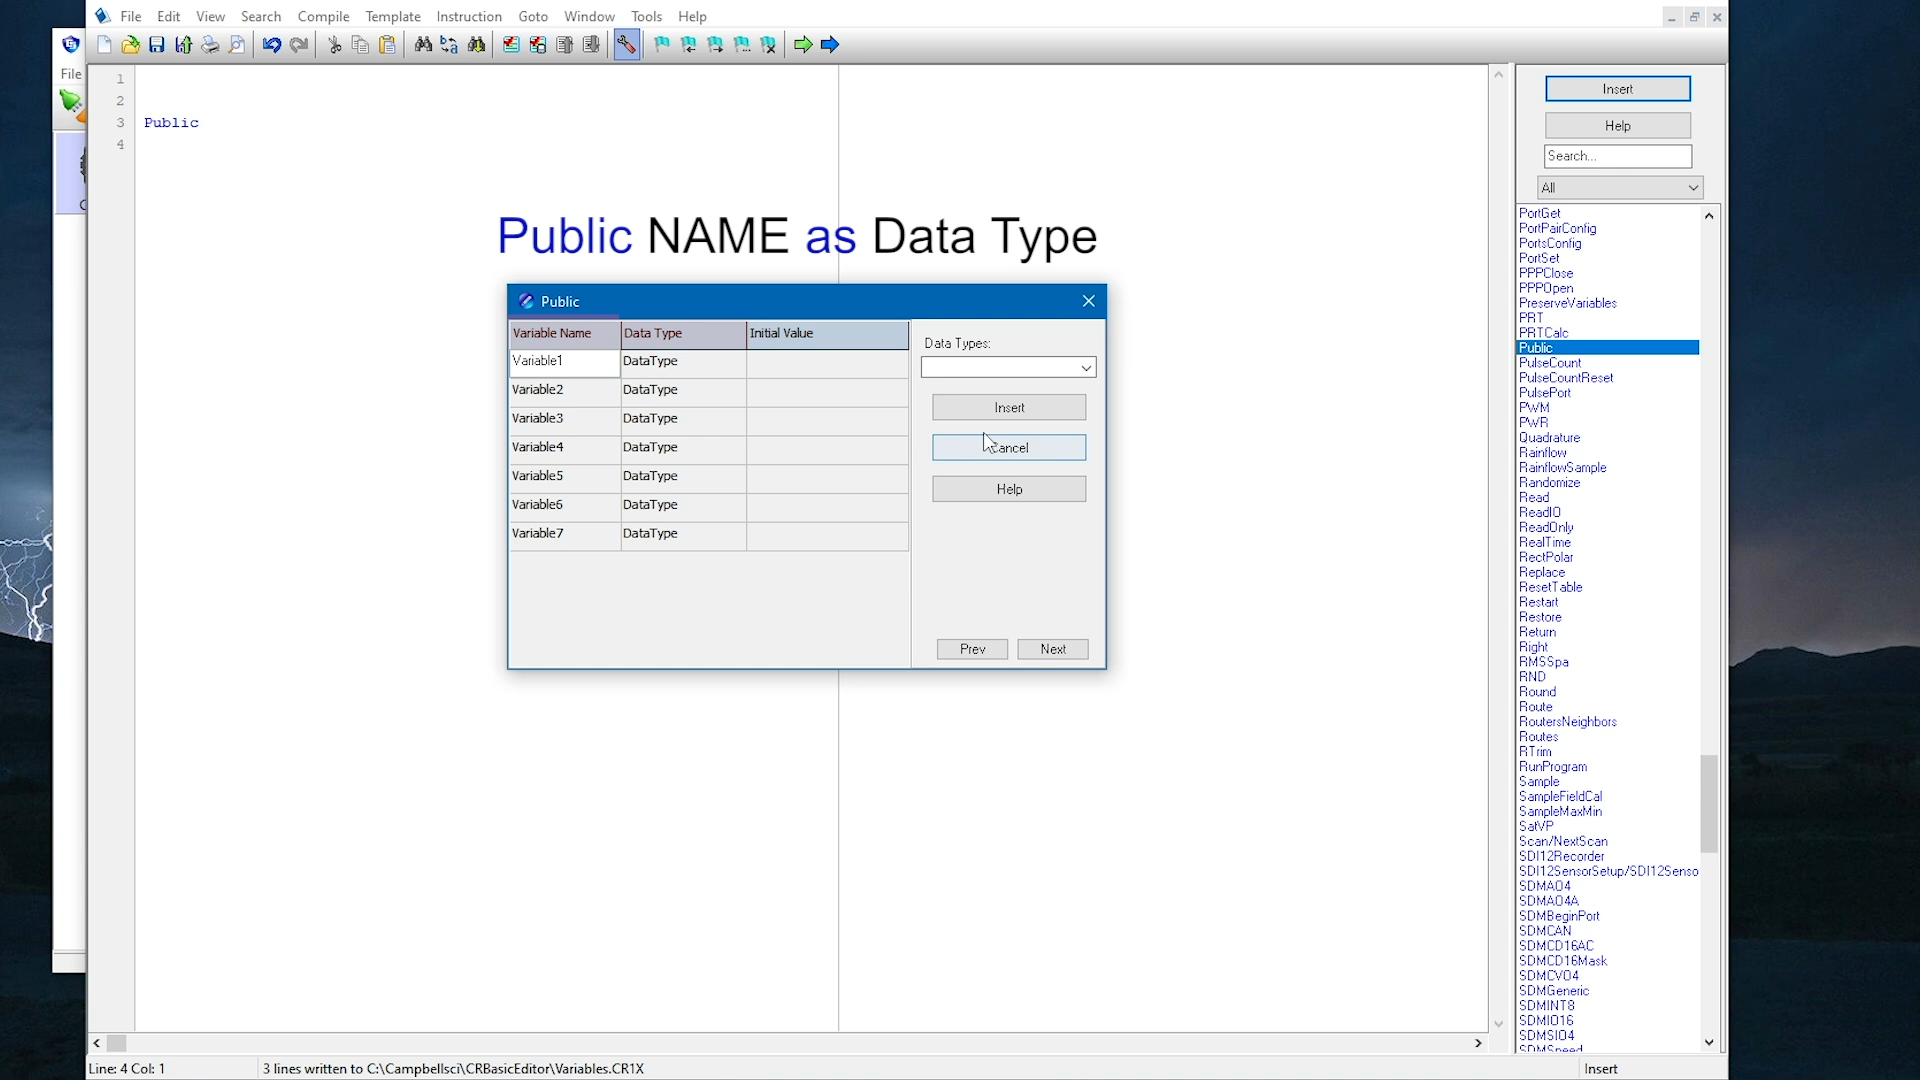 File Edit View Search Compile Template Instruction Goto Window Tools Help
File
1
2
3 Public
4
Public NAME as Data Type
Public
Variable Name Data Type Initial Value
Variable1 DataType
Variable2 DataType
Variable3 DataType
Variable4 DataType
Variable5 DataType
Variable6 DataType
Variable7 DataType
Data Types:
Insert
Cancel
Help
Prev Next
Insert
Help
Search...
All
PortGet
PortPairConfig
PortsConfig
PortSet
PPPClose
PPPOpen
PreserveVariables
PRT
PRTCalc
Public
PulseCount
PulseCountReset
PulsePort
PWM
PWR
Quadrature
Rainflow
RainflowSample
Randomize
Read
ReadIO
ReadOnly
RealTime
RectPolar
Replace
ResetTable
Restart
Restore
Return
Right
RMSSpa
RND
Round
Route
RoutersNeighbors
Routes
RTrim
RunProgram
Sample
SampleFieldCal
SampleMaxMin
SatVP
Scan/NextScan
SDI12Recorder
SDI12SensorSetup/SDI12Senso
SDMAO4
SDMAO4A
SDMBeginPort
SDMCAN
SDMCD16AC
SDMCD16Mask
SDMCVO4
SDMGeneric
SDMINT8
SDMIO16
SDMSIO4
SDMSpeed
Line: 4 Col: 1 3 lines written to C:\Campbellsci\CRBasicEditor\Variables.CR1X Insert